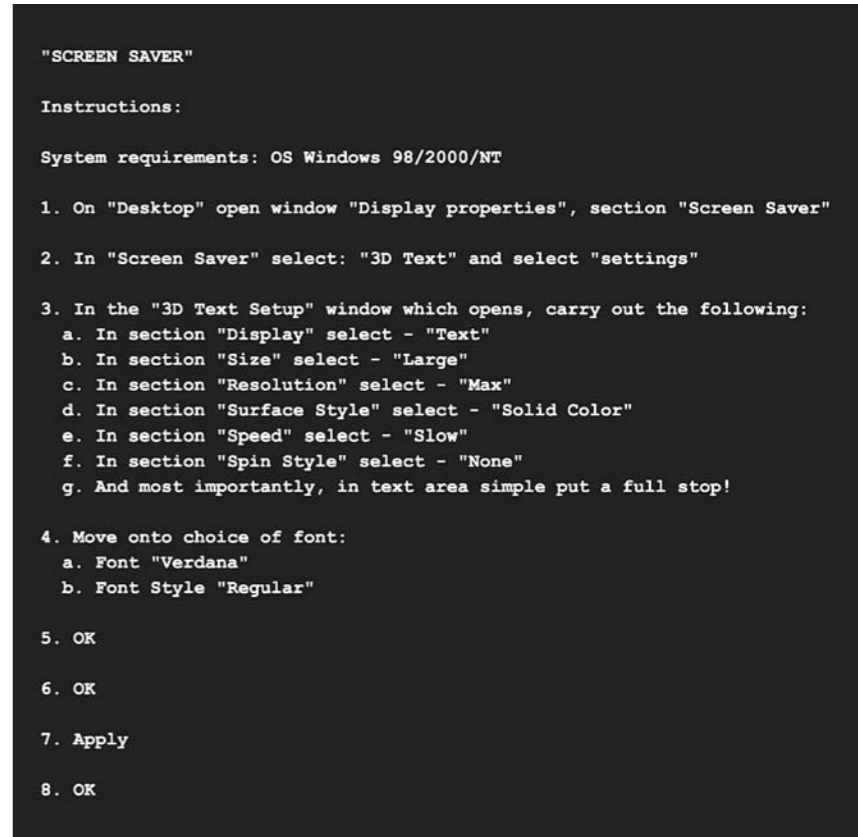 "SCREEN SAVER"
Instructions:
System requirements: OS Windows 98/2000/NT
1. On "Desktop" open window "Display properties", section "Screen Saver"
2. In "Screen Saver" select: "3D Text" and select "settings"
3. In the "3D Text Setup" window which opens, carry out the following:
a. In section "Display" select - "Text"
b. In section "Size" select - "Large"
c. In section "Resolution" select - "Max"
d. In section "Surface Style" select - "Solid Color"
e. In section "Speed" select - "Slow"
f. In section "Spin Style" select - "None"
g. And most importantly, in text area simple put a full stop!
4. Move onto choice of font:
a. Font "Verdana"
b. Font Style "Regular"
5. OK
6. OK
7. Apply
8. OK